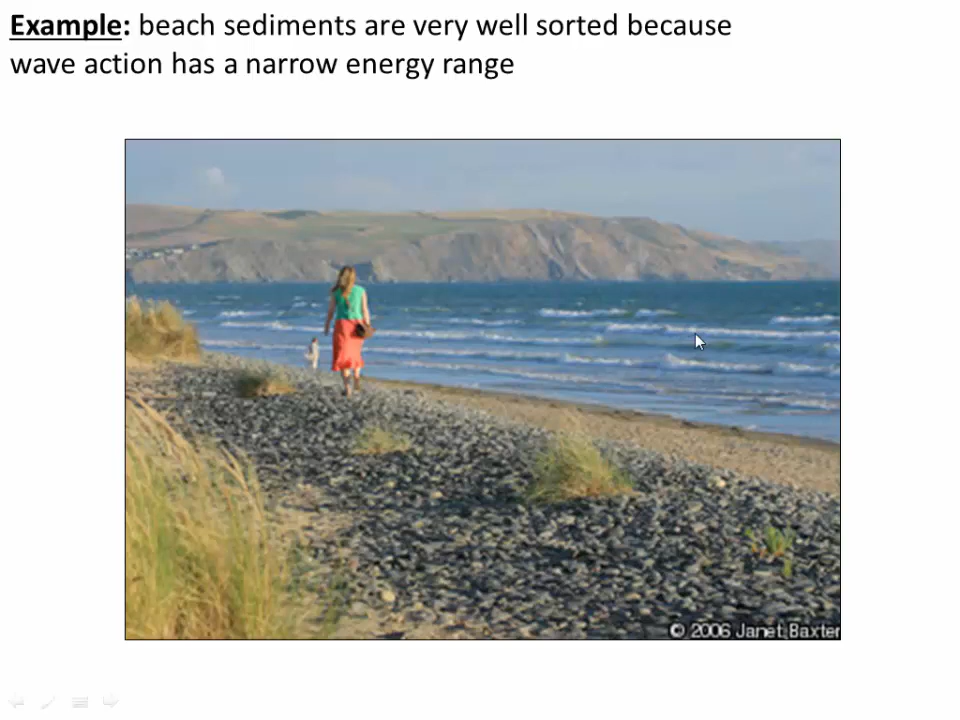 Example: beach sediments are very well sorted because
wave action has a narrow energy range
© 2006 Janet Baxter